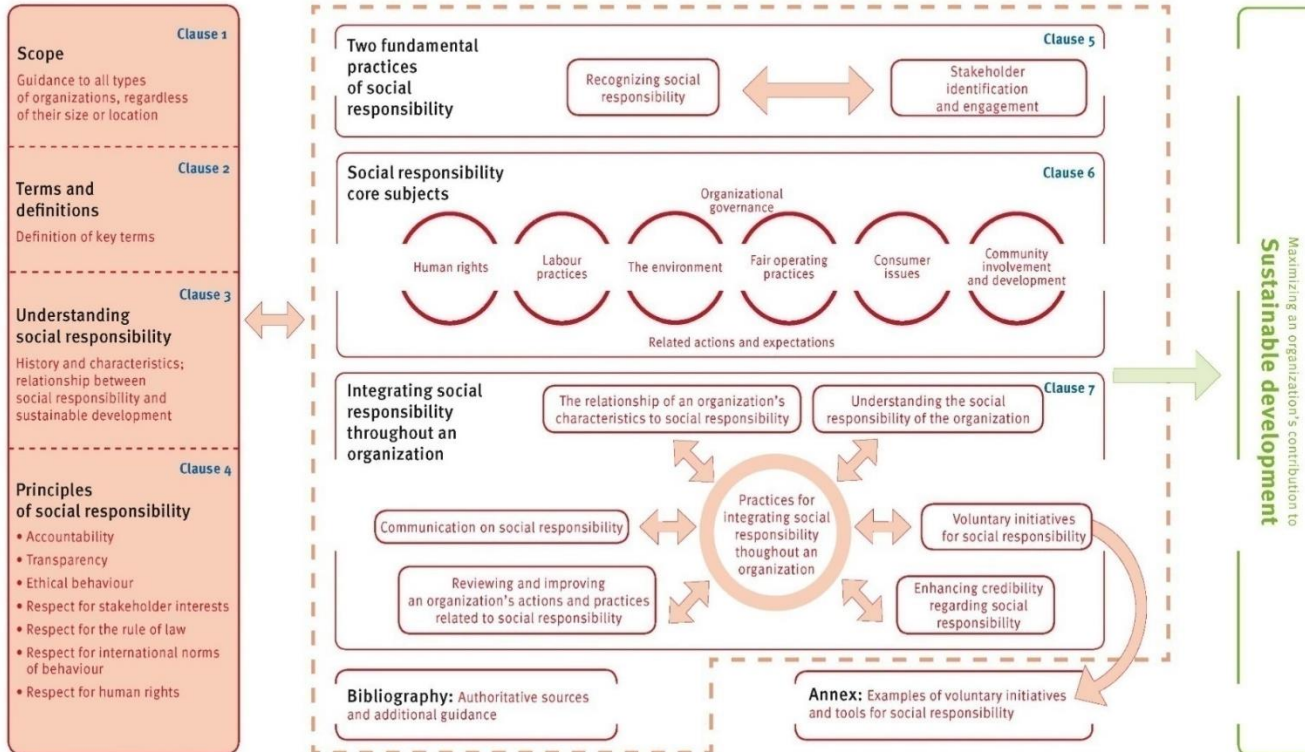 Clause 1
Scope
Guidance to all types
of organizations, regardless
of their size or location
Clause 2
Terms and
definitions
Definition of key terms
Clause 3
Understanding
social responsibility
History and characteristics;
relationship between
social responsibility and
sustainable development
Clause 4
Principles
of social responsibility
• Accountability
• Transparency
• Ethical behaviour
• Respect for stakeholder interests
• Respect for the rule of law
• Respect for international norms
of behaviour
• Respect for human rights
Two fundamental
practices
of social
responsibility
Clause 5
Recognizing social
responsibility
Stakeholder
identification
and engagement
Social responsibility
core subjects
Clause 6
Organizational
governance
Human rights
Labour
practices
The environment
Fair operating
practices
Consumer
issues
Community
involvement
and development
Related actions and expectations
Integrating social
responsibility
throughout an
organization
Clause 7
The relationship of an organization's
characteristics to social responsibility
Understanding the social
responsibility of the organization
Practices for
integrating social
responsibility
thoughout an
organization
Communication on social responsibility
Voluntary initiatives
for social responsibility
Reviewing and improving
an organization's actions and practices
related to social responsibility
Enhancing credibility
regarding social
responsibility
Bibliography: Authoritative sources
and additional guidance
Annex: Examples of voluntary initiatives
and tools for social responsibility
Maximizing an organization's contribution to
Sustainable development